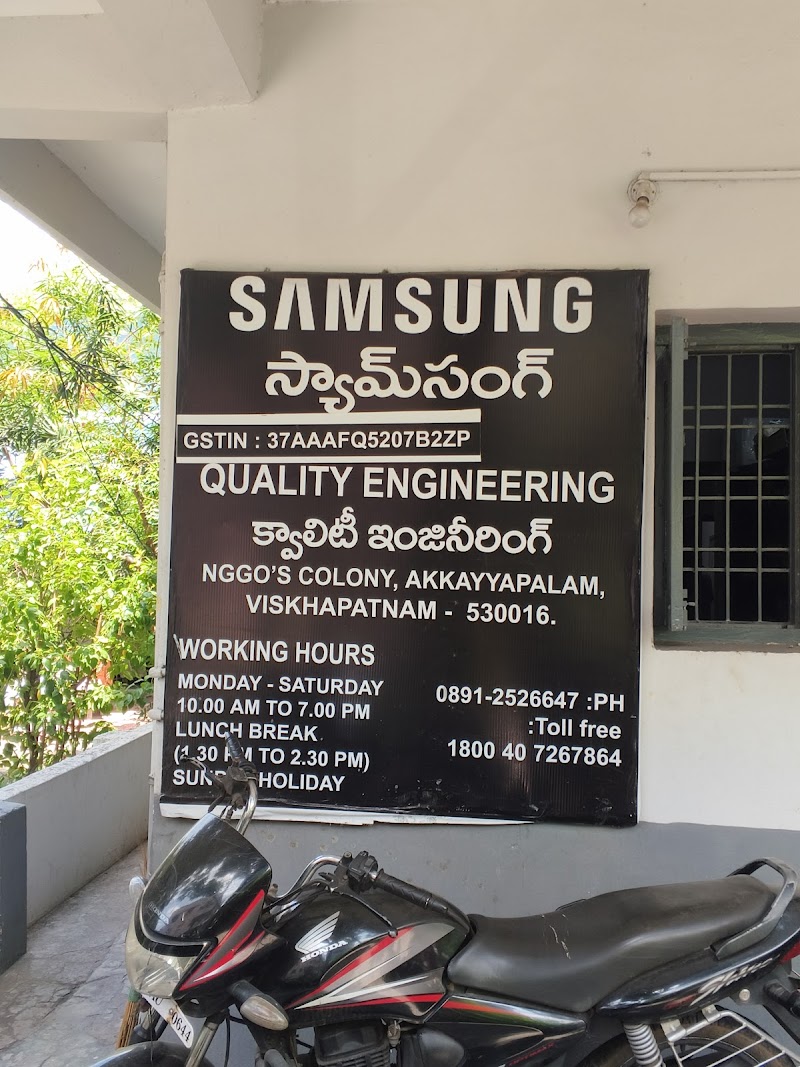 SAMSUNG
స్యామ్‌సంగ్
GSTIN : 37AAAFQ5207B2ZP
QUALITY ENGINEERING
క్వాలిటీ ఇంజినీరింగ్
NGGO'S COLONY, AKKAYYAPALAM,
VISKHAPATNAM - 530016.
WORKING HOURS
MONDAY - SATURDAY
10.00 AM TO 7.00 PM
LUNCH BREAK
(1.30 PM TO 2.30 PM)
HOLIDAY
0891-2526647 :PH
:Toll free
1800 40 7267864
HONDA